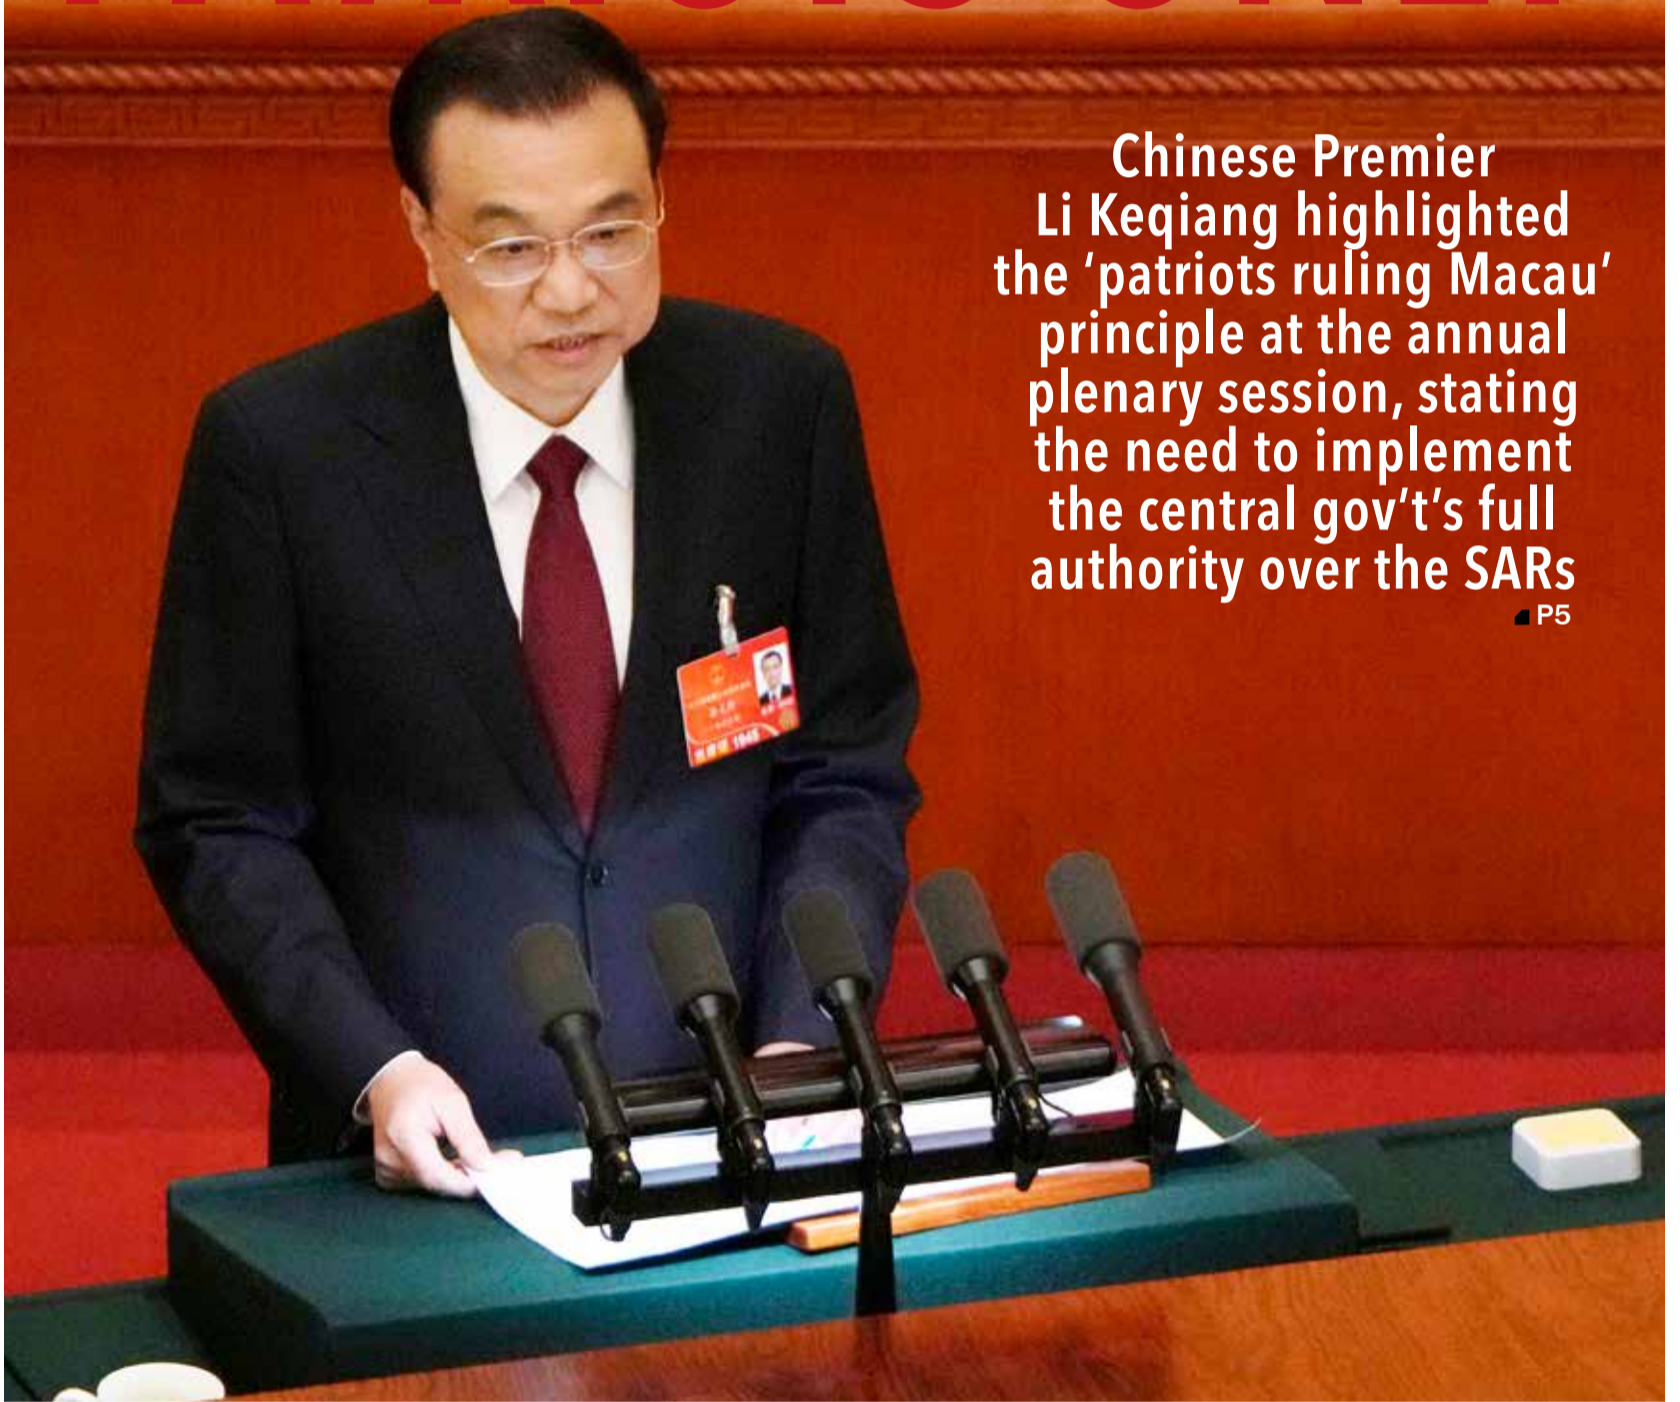 Chinese Premier
Li Keqiang highlighted
the ‘patriots ruling Macau’
principle at the annual
plenary session, stating
the need to implement
the central gov’t’s full
authority over the SARs
P5